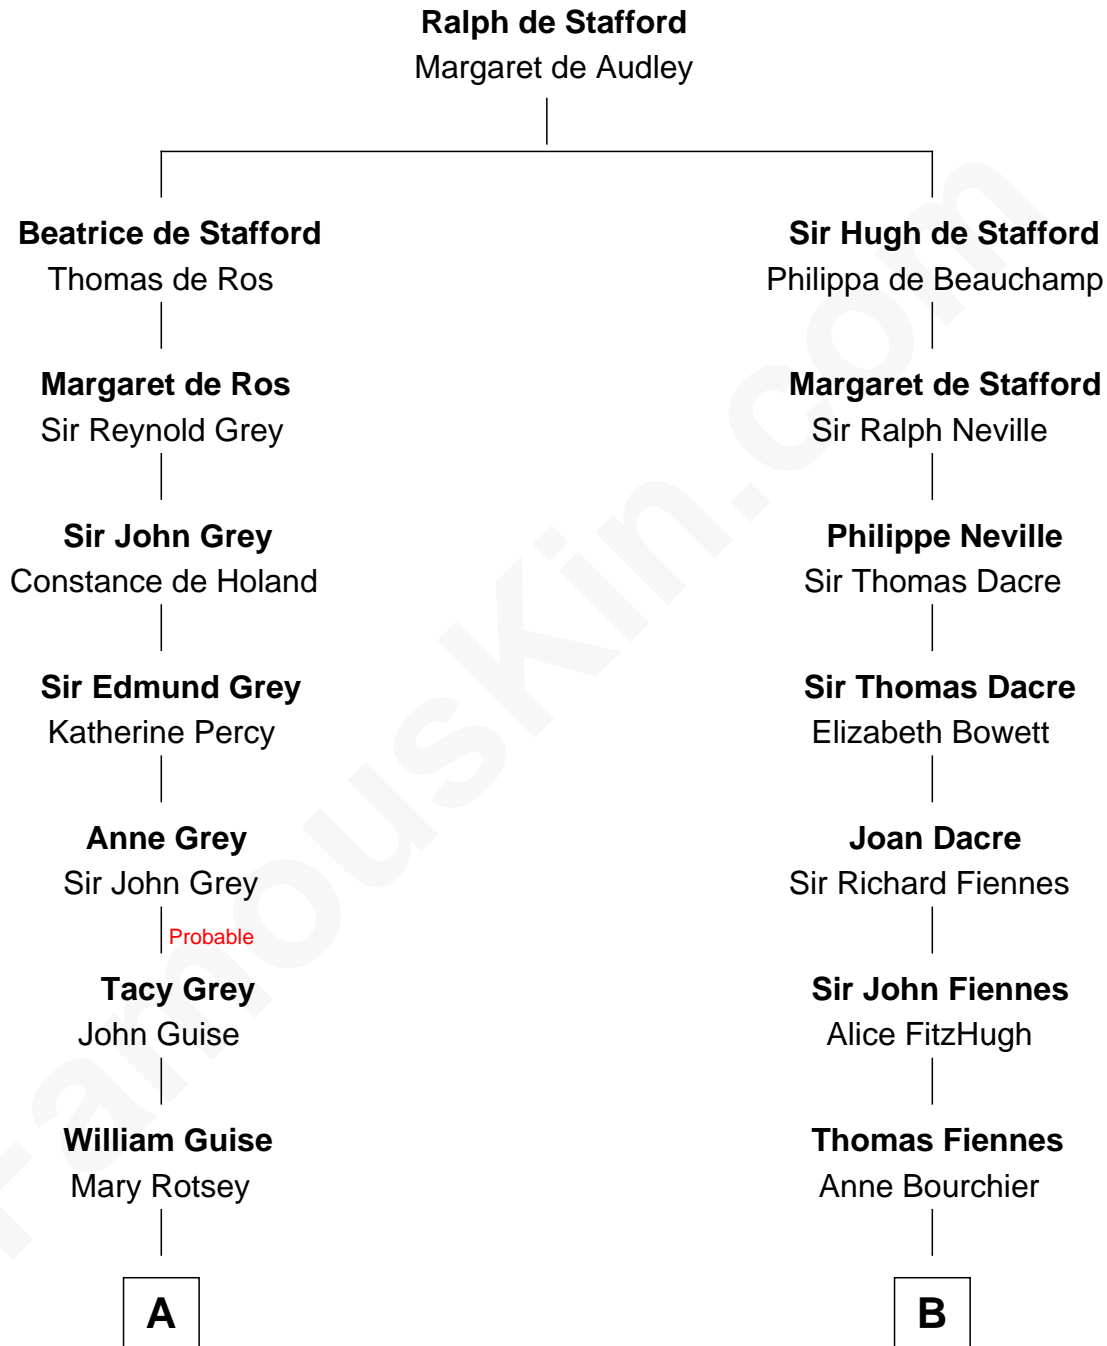 Ralph de Stafford
Margaret de Audley
Beatrice de Stafford
Thomas de Ros
Margaret de Ros
Sir Reynold Grey
Sir John Grey
Constance de Holand
Sir Edmund Grey
Katherine Percy
Anne Grey
Sir John Grey
Probable
Tacy Grey
John Guise
William Guise
Mary Rotsey
A
Sir Hugh de Stafford
Philippa de Beauchamp
Margaret de Stafford
Sir Ralph Neville
Philippe Neville
Sir Thomas Dacre
Sir Thomas Dacre
Elizabeth Bowett
Joan Dacre
Sir Richard Fiennes
Sir John Fiennes
Alice FitzHugh
Thomas Fiennes
Anne Bourchier
B
FamousKin.com